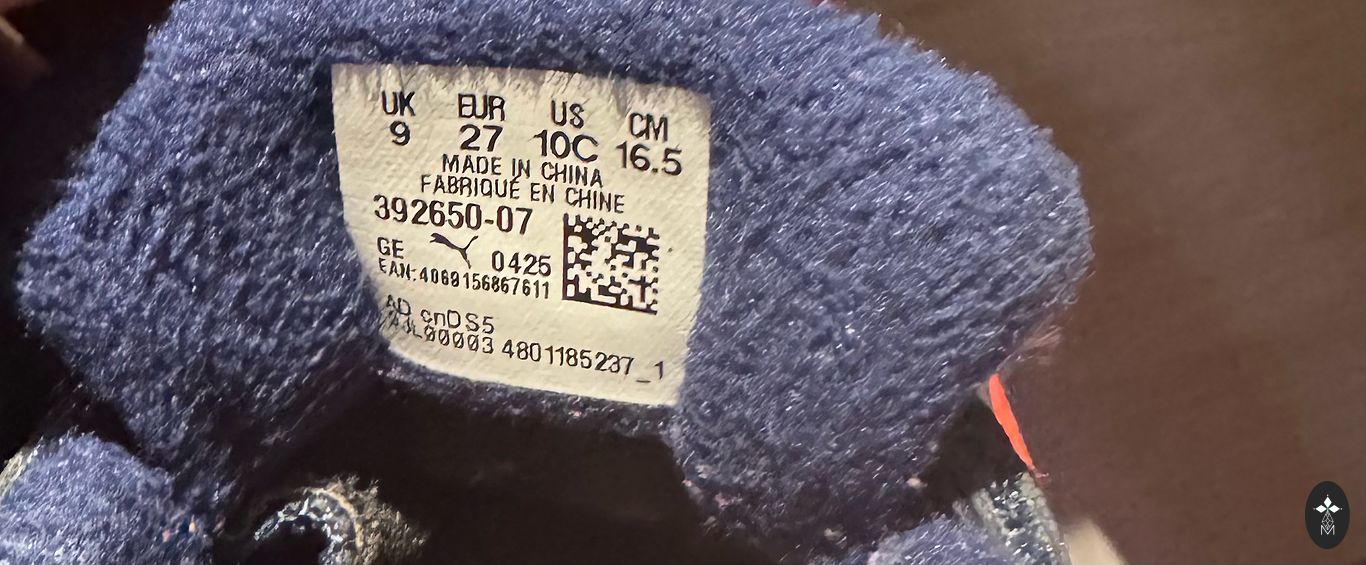 UK EUR US CM
9 27 10C 16.5
MADE IN CHINA
FABRIQUÉ EN CHINE
392650-07
GE 0425
EAN:4069156867611
AD cnDS5
4801185237_1
M